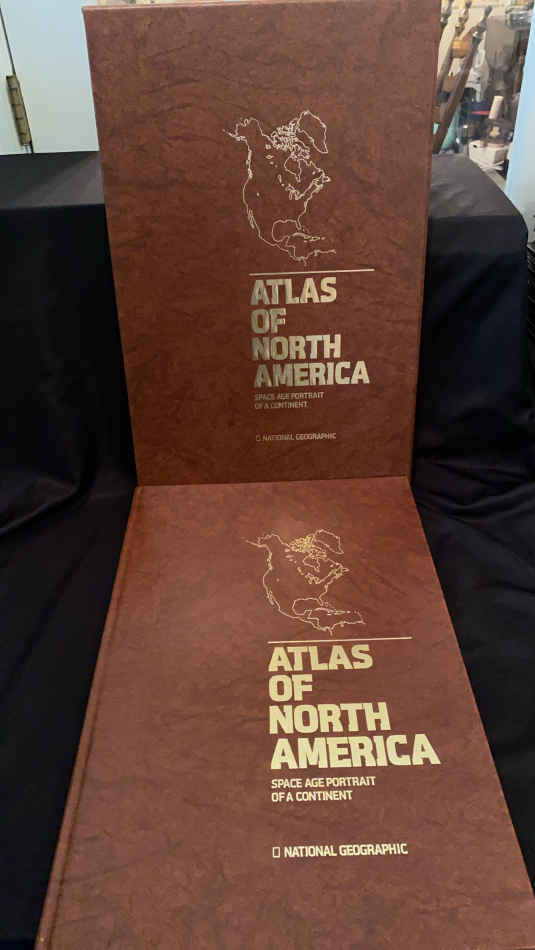 ATLAS
OF
NORTH
AMERICA
SPACE AGE PORTRAIT
OF A CONTINENT
NATIONAL GEOGRAPHIC
ATLAS
OF
NORTH
AMERICA
SPACE AGE PORTRAIT
OF A CONTINENT
NATIONAL GEOGRAPHIC